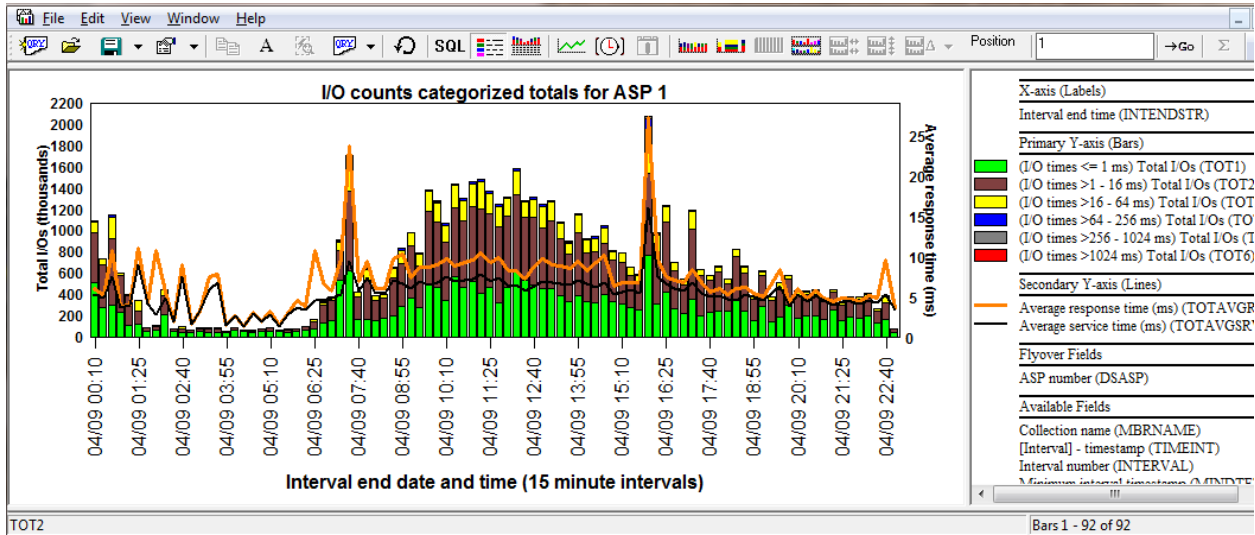 File Edit View Window Help
QRY A QRY SQL Position 1 →Go Σ
I/O counts categorized totals for ASP 1
2200
2000
1800
1600
1400
1200
1000
800
600
400
200
0
Total I/Os (thousands)
25
20
15
10
5
0
Average response time (ms)
04/09 00:10
04/09 01:25
04/09 02:40
04/09 03:55
04/09 05:10
04/09 06:25
04/09 07:40
04/09 08:55
04/09 10:10
04/09 11:25
04/09 12:40
04/09 13:55
04/09 15:10
04/09 16:25
04/09 17:40
04/09 18:55
04/09 20:10
04/09 21:25
04/09 22:40
Interval end date and time (15 minute intervals)
X-axis (Labels)
Interval end time (INTENDSTR)
Primary Y-axis (Bars)
(I/O times <= 1 ms) Total I/Os (TOT1)
(I/O times >1 - 16 ms) Total I/Os (TOT2
(I/O times >16 - 64 ms) Total I/Os (TOT
(I/O times >64 - 256 ms) Total I/Os (TO
(I/O times >256 - 1024 ms) Total I/Os (T
(I/O times >1024 ms) Total I/Os (TOT6)
Secondary Y-axis (Lines)
Average response time (ms) (TOTAVGR
Average service time (ms) (TOTAVGSRV
Flyover Fields
ASP number (DSASP)
Available Fields
Collection name (MBRNAME)
[Interval] - timestamp (TIMEINT)
Interval number (INTERVAL)
Minimum interval timestamp
TOT2
Bars 1 - 92 of 92